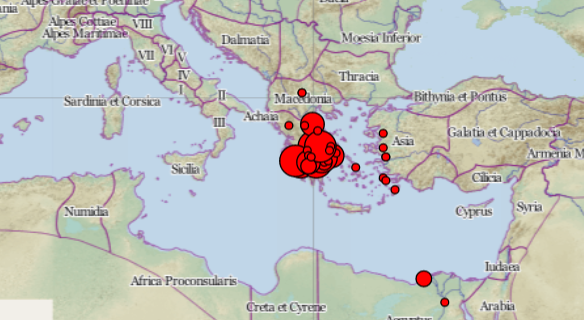 Alpes Cottiae
Alpes Maritimae
VIII
VII
VI
V
IV
I
II
III
Dalmatia
Moesia Inferior
Thracia
Macedonia
Bithynia et Pontus
Sardinia et Corsica
Achaia
Asia
Galatia et Cappadocia
Armenia M
Sicilia
Cilicia
Numidia
Cyprus
Syria
Iudaea
Africa Proconsularis
Creta et Cyrene
Arabia